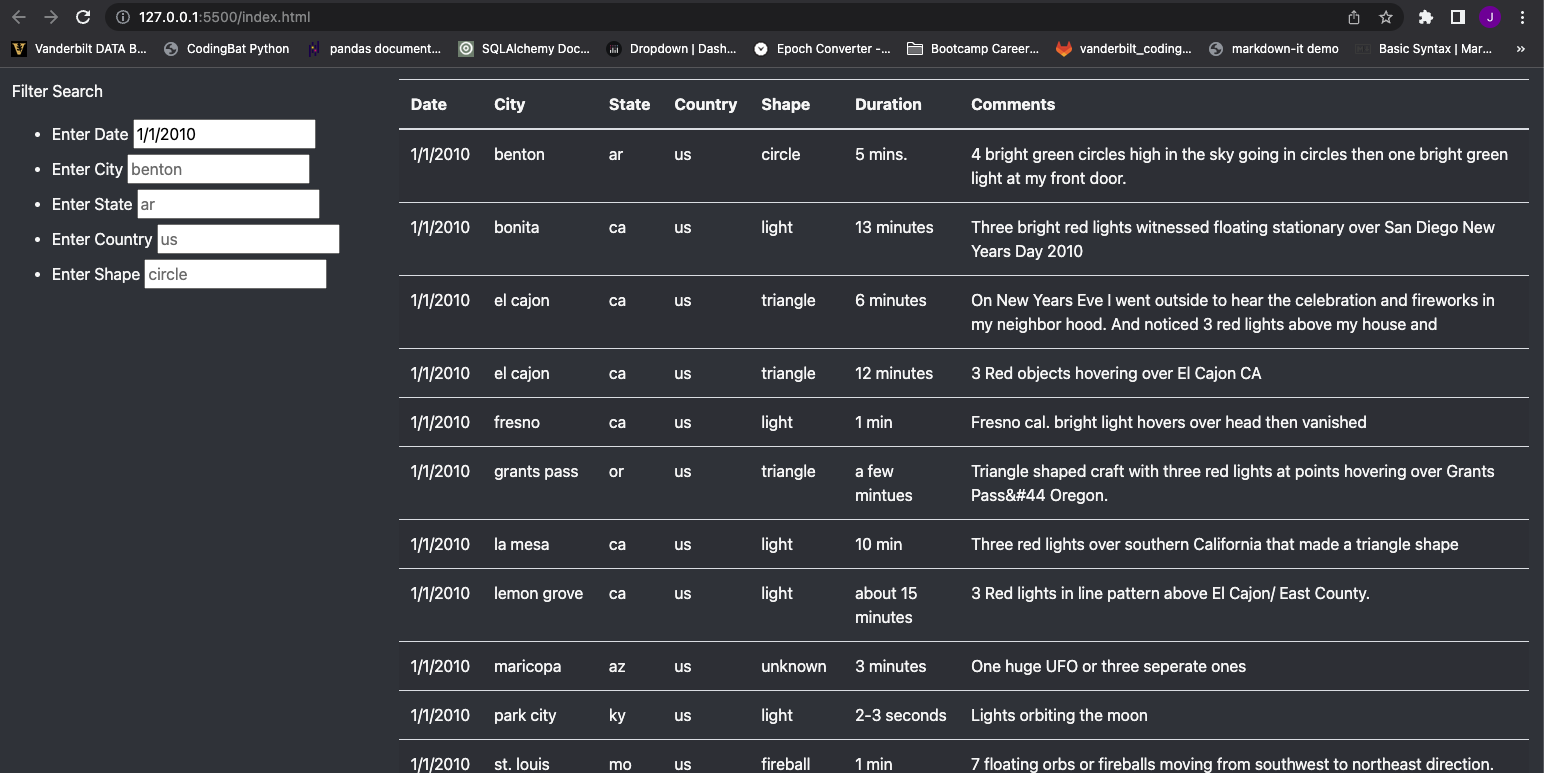 127.0.0.1:5500/index.html
J
Vanderbilt DATA B... CodingBat Python pandas document... SQLAlchemy Doc... Dropdown | Dash... Epoch Converter -... Bootcamp Career... vanderbilt_coding... markdown-it demo Basic Syntax | Mar... »
Filter Search
Enter Date 1/1/2010
Enter City benton
Enter State ar
Enter Country us
Enter Shape circle
Date City State Country Shape Duration Comments
1/1/2010 benton ar us circle 5 mins. 4 bright green circles high in the sky going in circles then one bright green
light at my front door.
1/1/2010 bonita ca us light 13 minutes Three bright red lights witnessed floating stationary over San Diego New
Years Day 2010
1/1/2010 el cajon ca us triangle 6 minutes On New Years Eve I went outside to hear the celebration and fireworks in
my neighbor hood. And noticed 3 red lights above my house and
1/1/2010 el cajon ca us triangle 12 minutes 3 Red objects hovering over El Cajon CA
1/1/2010 fresno ca us light 1 min Fresno cal. bright light hovers over head then vanished
1/1/2010 grants pass or us triangle a few Triangle shaped craft with three red lights at points hovering over Grants
mintues Pass&#44 Oregon.
1/1/2010 la mesa ca us light 10 min Three red lights over southern California that made a triangle shape
1/1/2010 lemon grove ca us light about 15 3 Red lights in line pattern above El Cajon/ East County.
minutes
1/1/2010 maricopa az us unknown 3 minutes One huge UFO or three seperate ones
1/1/2010 park city ky us light 2-3 seconds Lights orbiting the moon
1/1/2010 st. louis mo us fireball 1 min 7 floating orbs or fireballs moving from southwest to northeast direction.